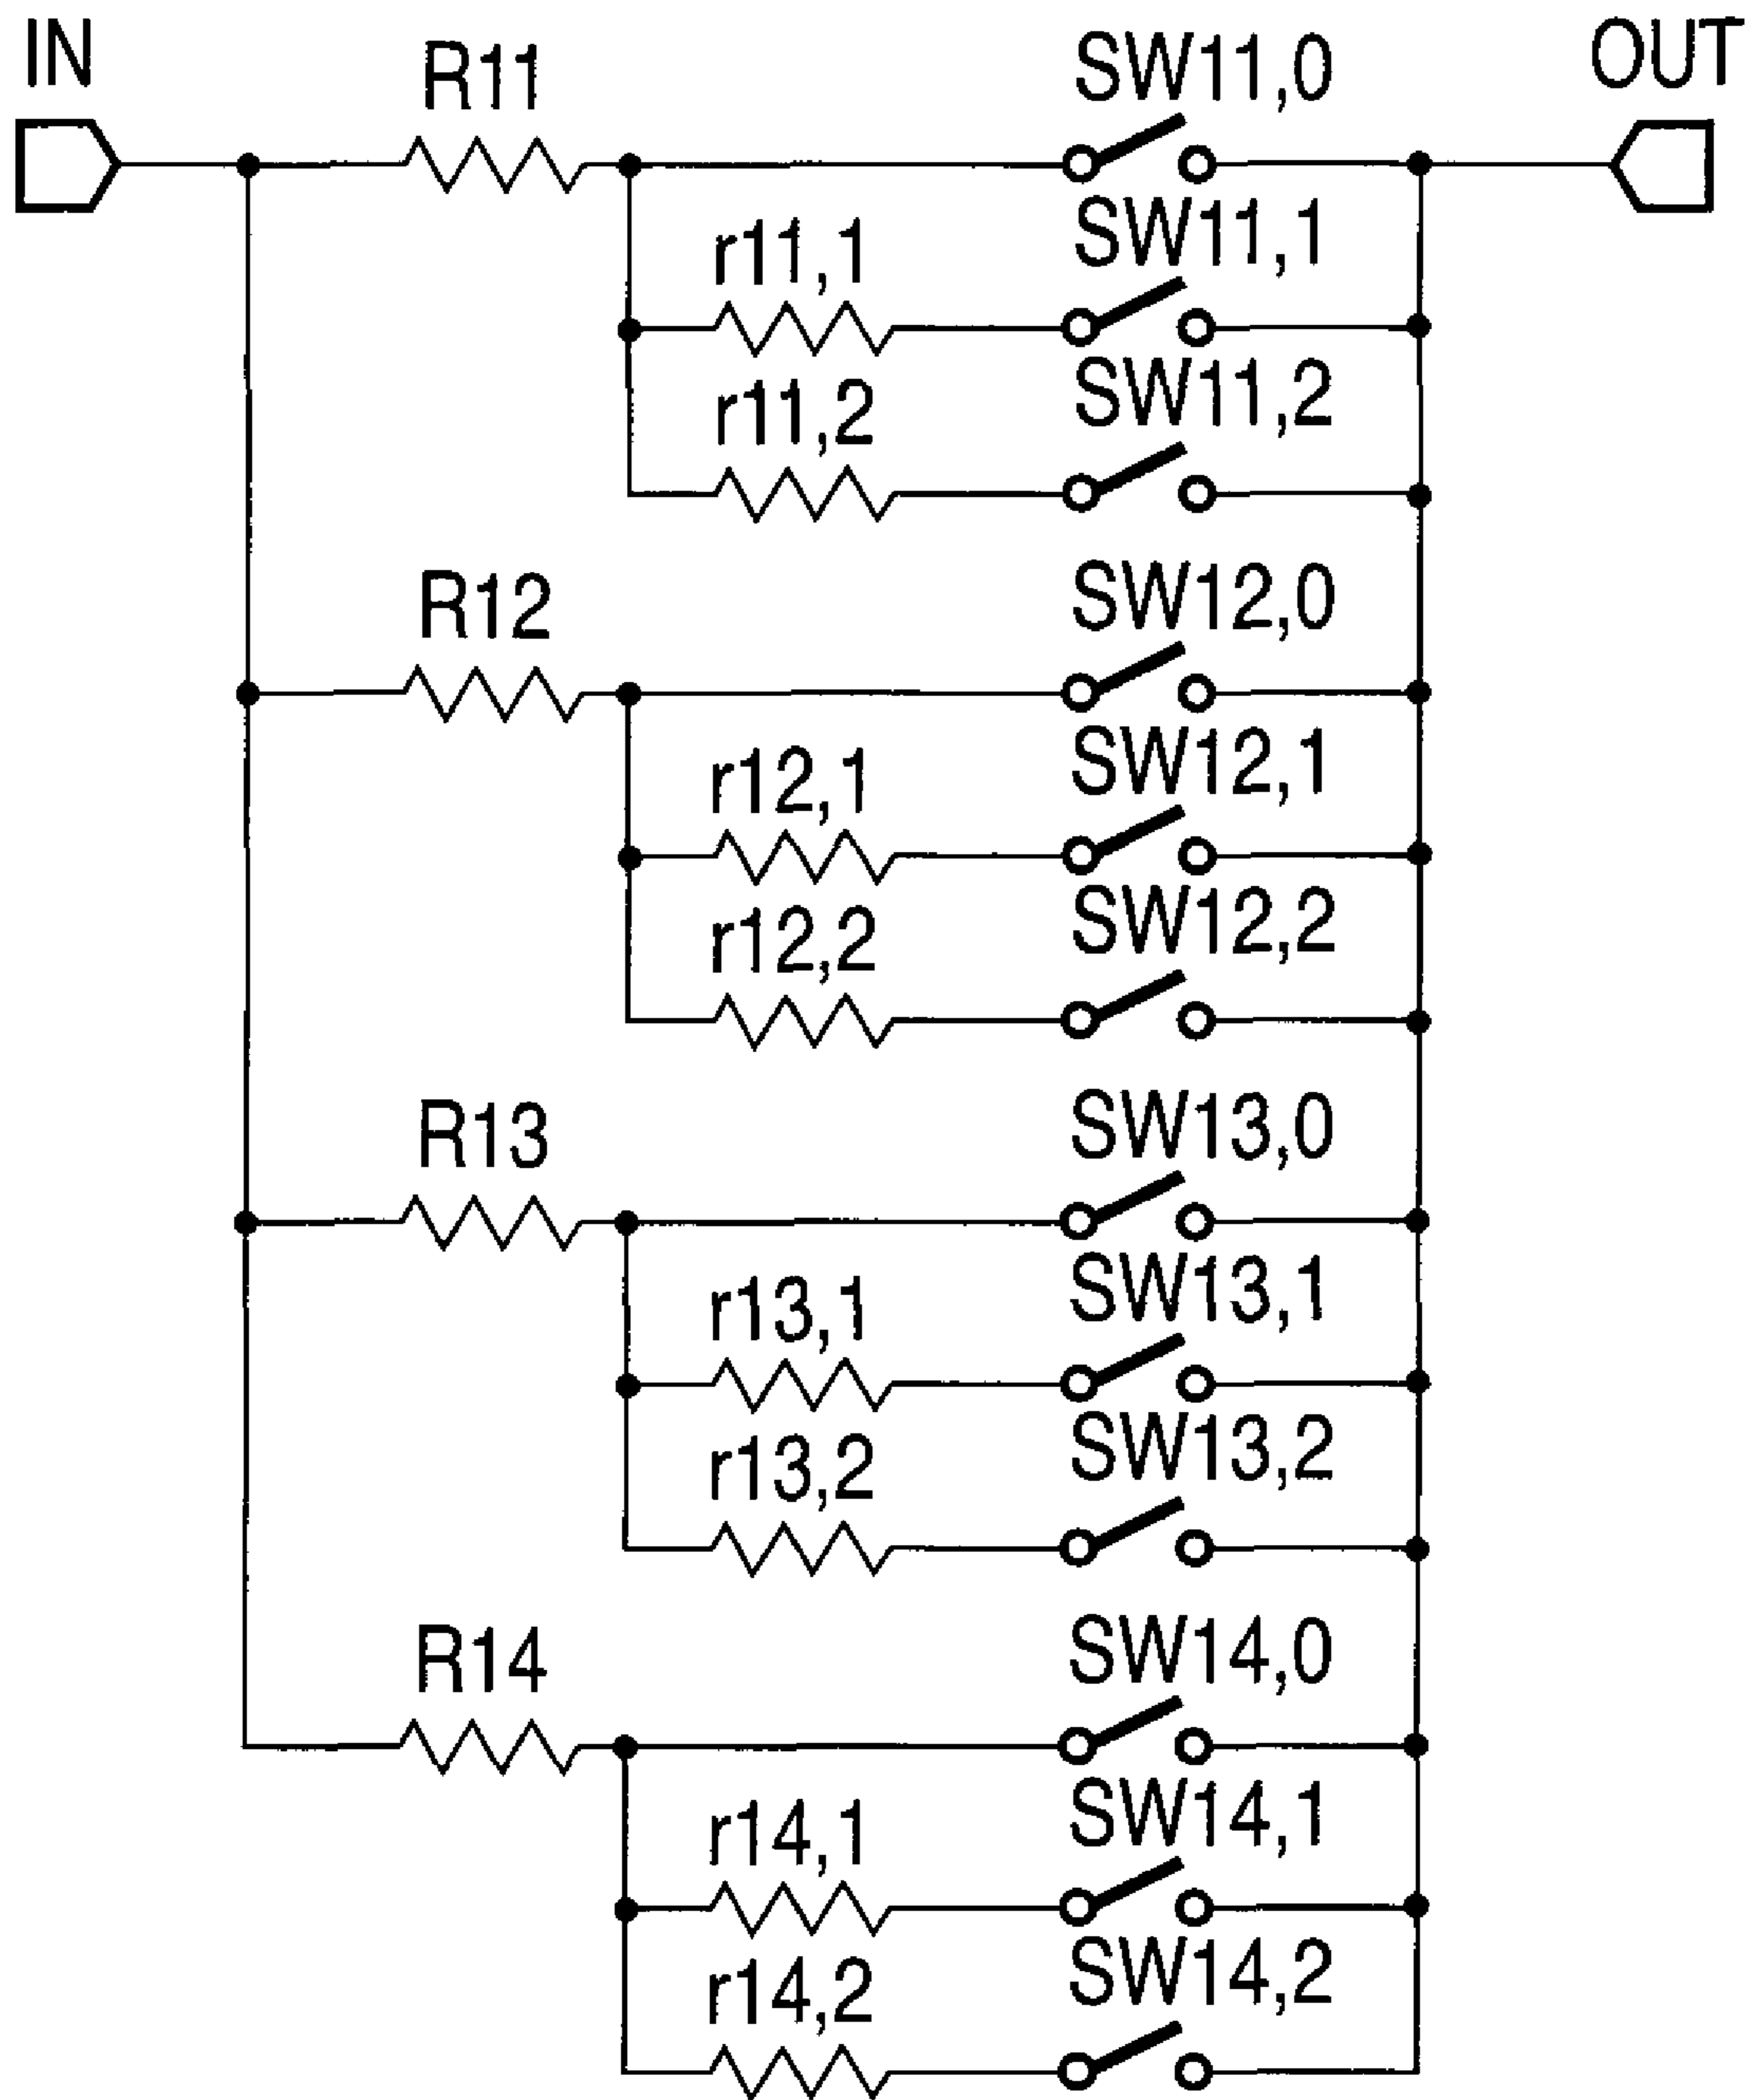 IN
R11
SW11,0
OUT
r11,1
SW11,1
r11,2
SW11,2
R12
SW12,0
r12,1
SW12,1
r12,2
SW12,2
R13
SW13,0
r13,1
SW13,1
r13,2
SW13,2
R14
SW14,0
r14,1
SW14,1
r14,2
SW14,2